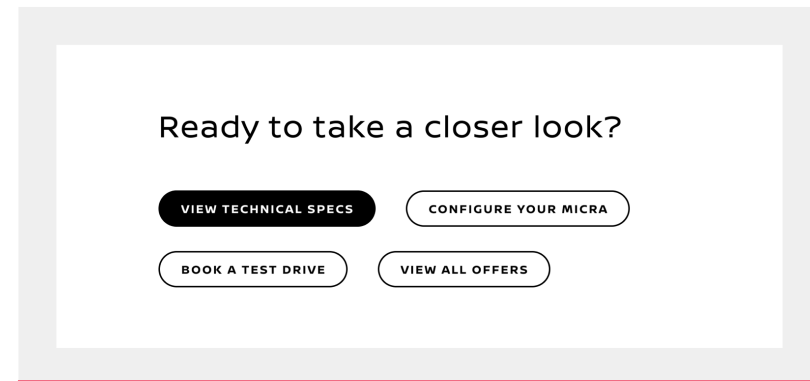 Ready to take a closer look?
VIEW TECHNICAL SPECS
CONFIGURE YOUR MICRA
BOOK A TEST DRIVE
VIEW ALL OFFERS